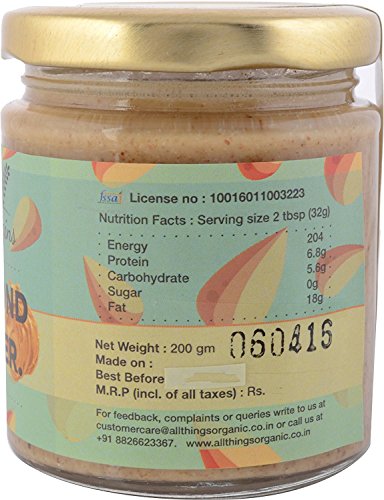 fssai License no : 10016011003223
Nutrition Facts : Serving size 2 tbsp (32g)
Energy 204
Protein 6.8g
Carbohydrate 5.6g
Sugar 0g
Fat 18g
ND
ER.
Net Weight : 200 gm 060416
Made on :
Best Before
M.R.P (incl. of all taxes) : Rs.
For feedback, complaints or queries write to us at
customercare@allthingsorganic.co.in or call us at
+91 8826623367. www.allthingsorganic.co.in